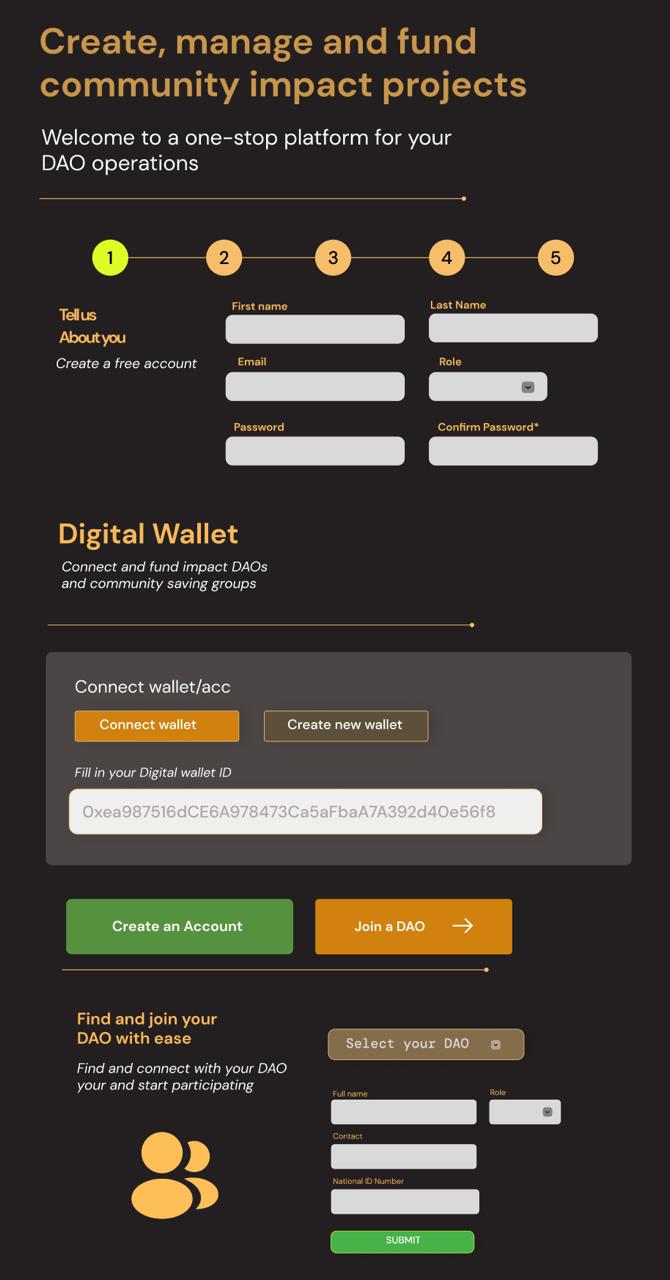 Create, manage and fund
community impact projects
Welcome to a one-stop platform for your
DAO operations
1 2 3 4 5
Tell us
About you
Create a free account
First name
Last Name
Email
Role
Password
Confirm Password*
Digital Wallet
Connect and fund impact DAOs
and community saving groups
Connect wallet/acc
Connect wallet
Create new wallet
Fill in your Digital wallet ID
0xea987516dCE6A978473Ca5aFbaA7A392d40e56f8
Create an Account
Join a DAO
Find and join your
DAO with ease
Find and connect with your DAO
your and start participating
Select your DAO
Full name
Role
Contact
National ID Number
SUBMIT